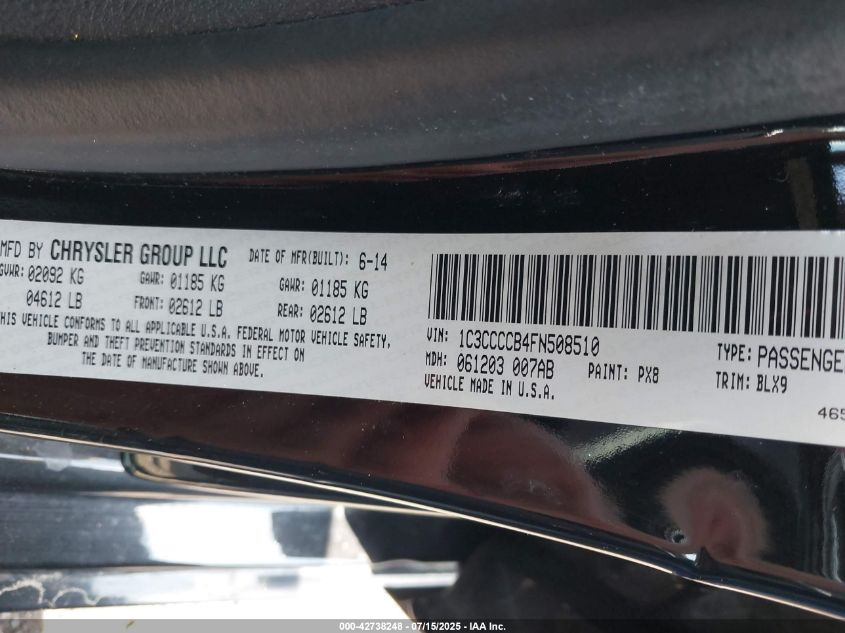 MFD BY CHRYSLER GROUP LLC DATE OF MFR(BUILT): 6-14
GVWR: 02092 KG GAWR: 01185 KG GAWR: 01185 KG
04612 LB FRONT: 02612 LB REAR: 02612 LB
THIS VEHICLE CONFORMS TO ALL APPLICABLE U.S.A. FEDERAL MOTOR VEHICLE SAFETY,
BUMPER AND THEFT PREVENTION STANDARDS IN EFFECT ON
THE DATE OF MANUFACTURE SHOWN ABOVE.
VIN: 1C3CCCCB4FN508510 TYPE: PASSENGE
MDH: 061203 007AB PAINT: PX8 TRIM: BLX9
VEHICLE MADE IN U.S.A.
465
000-42738248 - 07/15/2025 - IAA Inc.